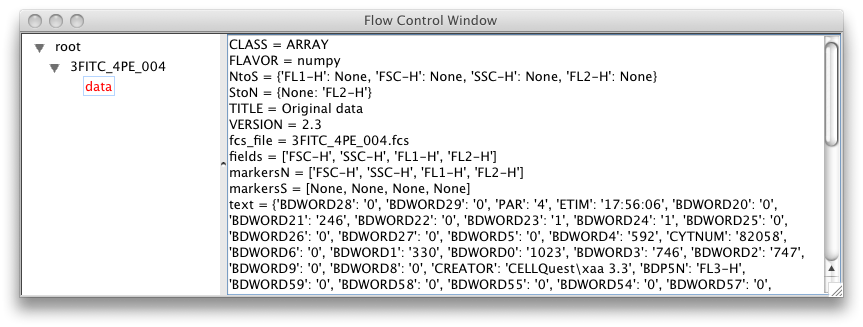 Flow Control Window
root
3FITC_4PE_004
data
CLASS = ARRAY
FLAVOR = numpy
NtoS = {'FL1-H': None, 'FSC-H': None, 'SSC-H': None, 'FL2-H': None}
StoN = {None: 'FL2-H'}
TITLE = Original data
VERSION = 2.3
fcs_file = 3FITC_4PE_004.fcs
fields = ['FSC-H', 'SSC-H', 'FL1-H', 'FL2-H']
markersN = ['FSC-H', 'SSC-H', 'FL1-H', 'FL2-H']
markersS = [None, None, None, None]
text = {'BDWORD28': '0', 'BDWORD29': '0', 'PAR': '4', 'ETIM': '17:56:06', 'BDWORD20': '0',
'BDWORD21': '246', 'BDWORD22': '0', 'BDWORD23': '1', 'BDWORD24': '1', 'BDWORD25': '0',
'BDWORD26': '0', 'BDWORD27': '0', 'BDWORD5': '0', 'BDWORD4': '592', 'CYTNUM': '82058',
'BDWORD6': '0', 'BDWORD1': '330', 'BDWORD0': '1023', 'BDWORD3': '746', 'BDWORD2': '747',
'BDWORD9': '0', 'BDWORD8': '0', 'CREATOR': 'CELLQuest\xaa 3.3', 'BDP5N': 'FL3-H',
'BDWORD59': '0', 'BDWORD58': '0', 'BDWORD55': '0', 'BDWORD54': '0', 'BDWORD57': '0',